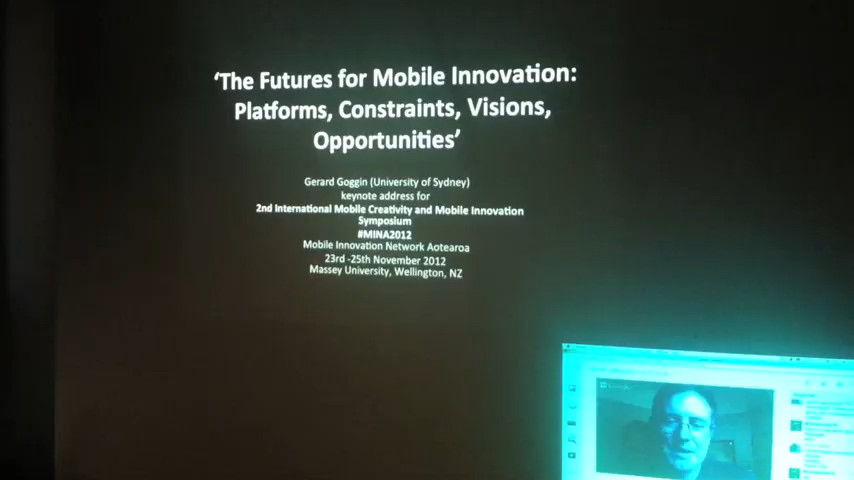 ‘The Futures for Mobile Innovation:
Platforms, Constraints, Visions,
Opportunities’
Gerard Goggin (University of Sydney)
keynote address for
2nd International Mobile Creativity and Mobile Innovation
Symposium
#MINA2012
Mobile Innovation Network Aotearoa
23rd -25th November 2012
Massey University, Wellington, NZ